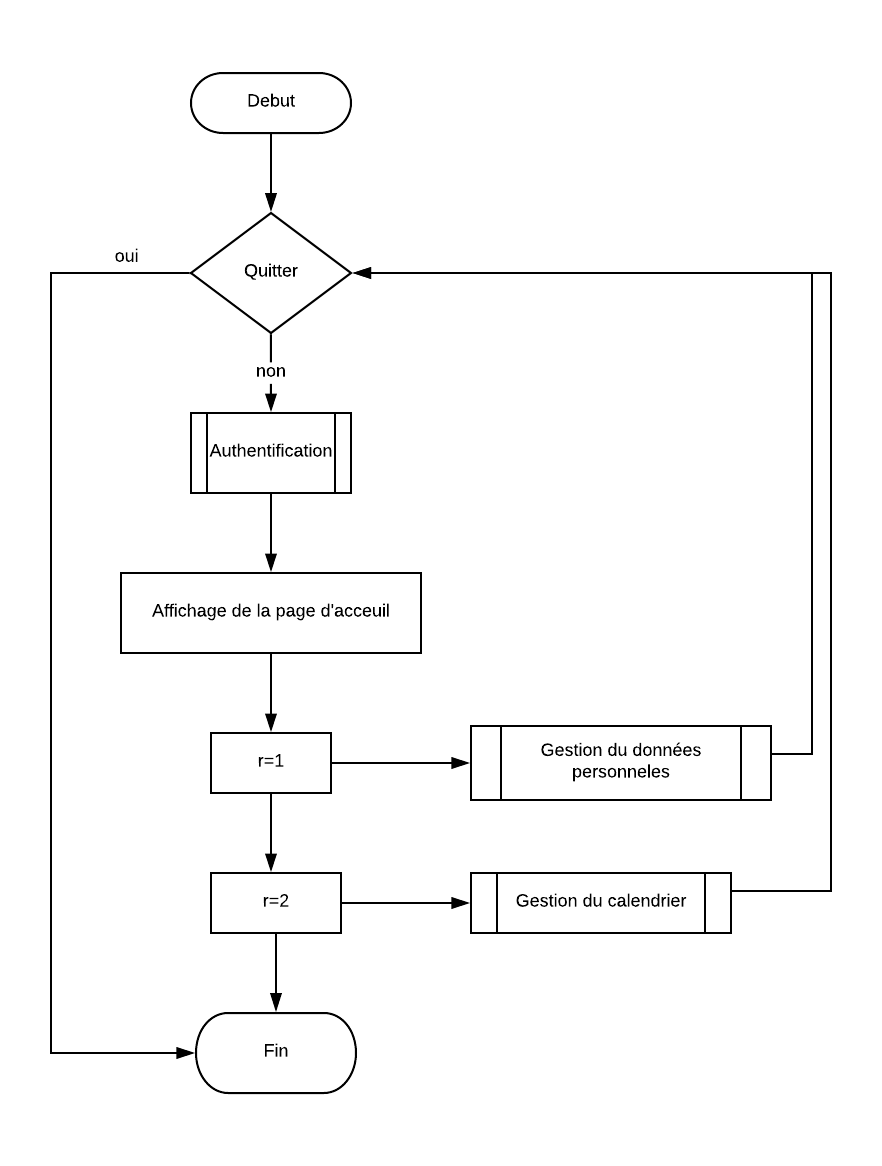 Debut
oui
Quitter
non
Authentification
Affichage de la page d'acceuil
r=1
Gestion du données
personneles
r=2
Gestion du calendrier
Fin